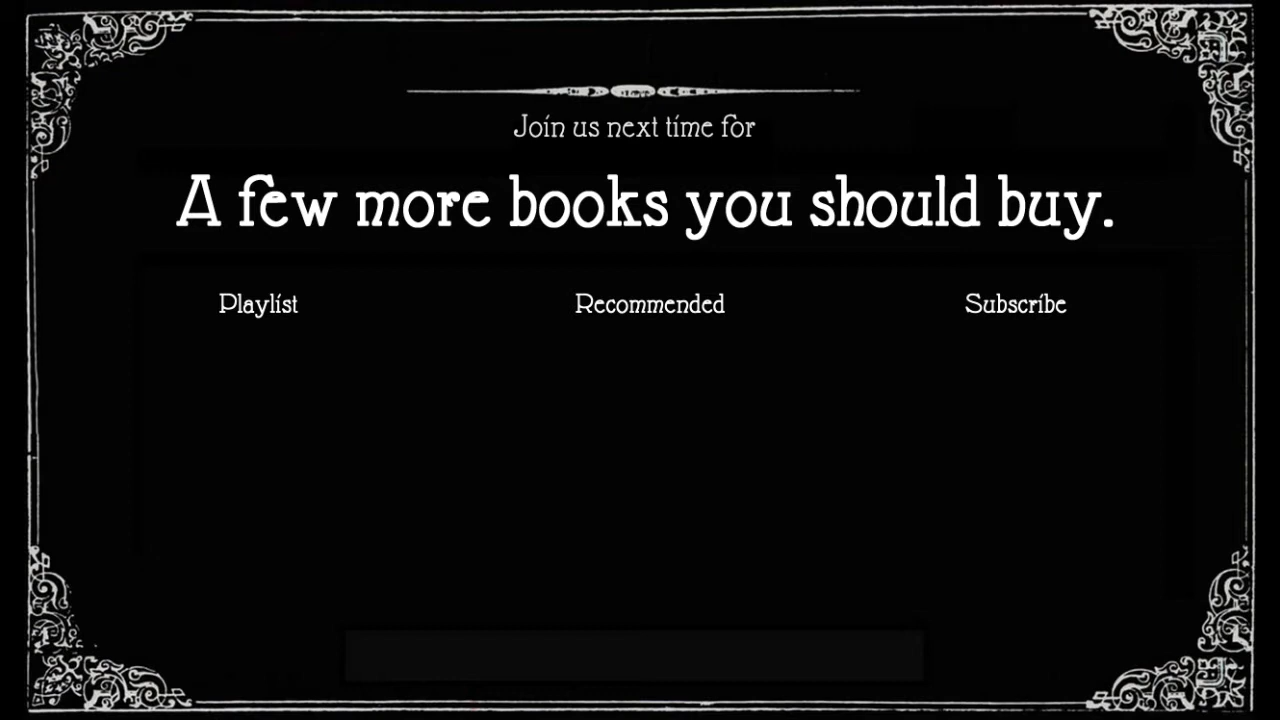 Join us next time for
A few more books you should buy.
Playlist
Recommended
Subscribe